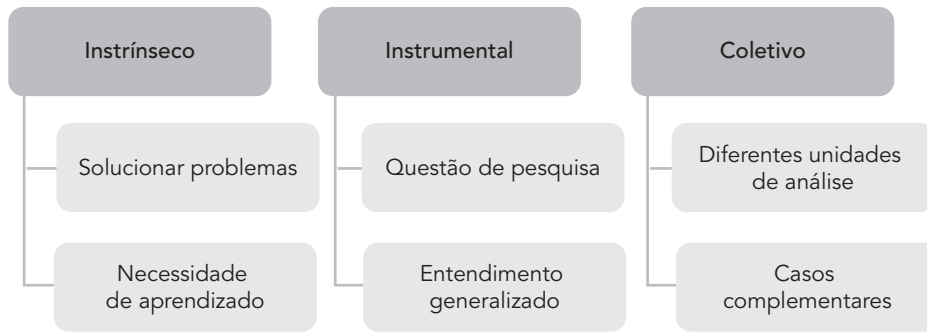 Instrínseco
Solucionar problemas
Necessidade
de aprendizado
Instrumental
Questão de pesquisa
Entendimento
generalizado
Coletivo
Diferentes unidades
de análise
Casos
complementares